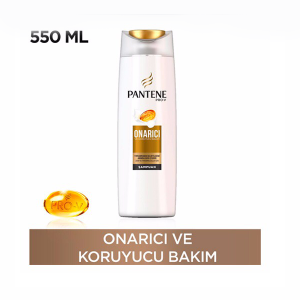 550 ML
PANTENE
PRO-V
ONARICI
ŞAMPUAN
PRO-V
ONARICI VE
KORUYUCU BAKIM